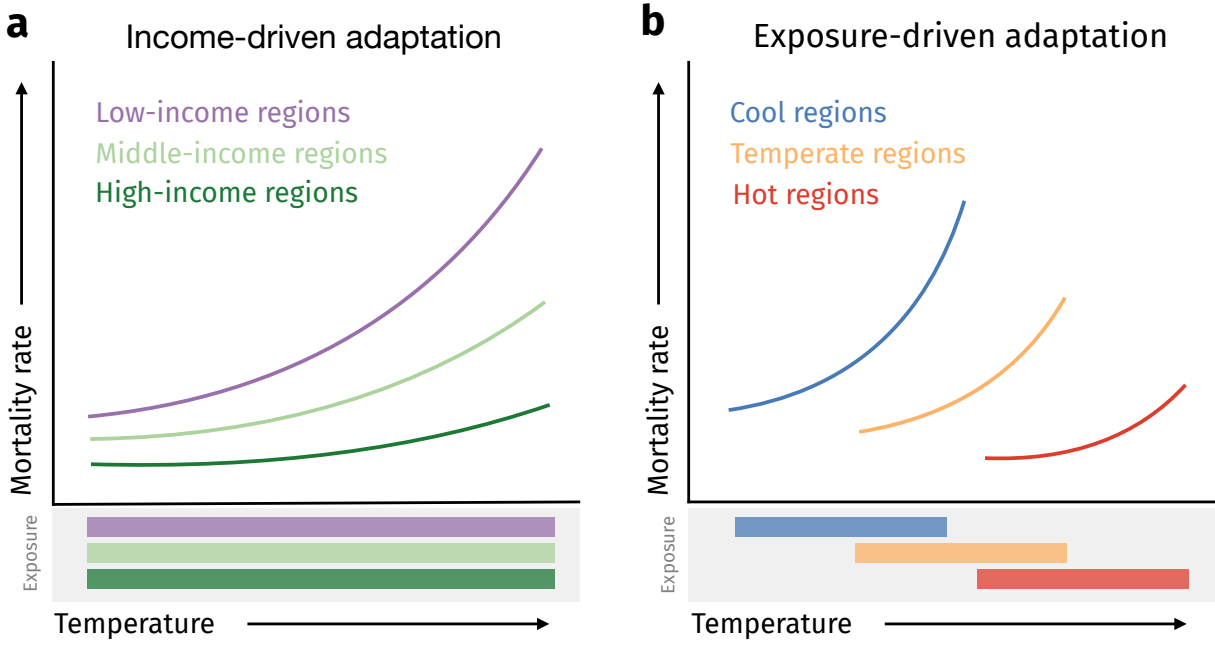 a
Income-driven adaptation
Low-income regions
Middle-income regions
High-income regions
Mortality rate
Exposure
Temperature
b
Exposure-driven adaptation
Cool regions
Temperate regions
Hot regions
Mortality rate
Exposure
Temperature